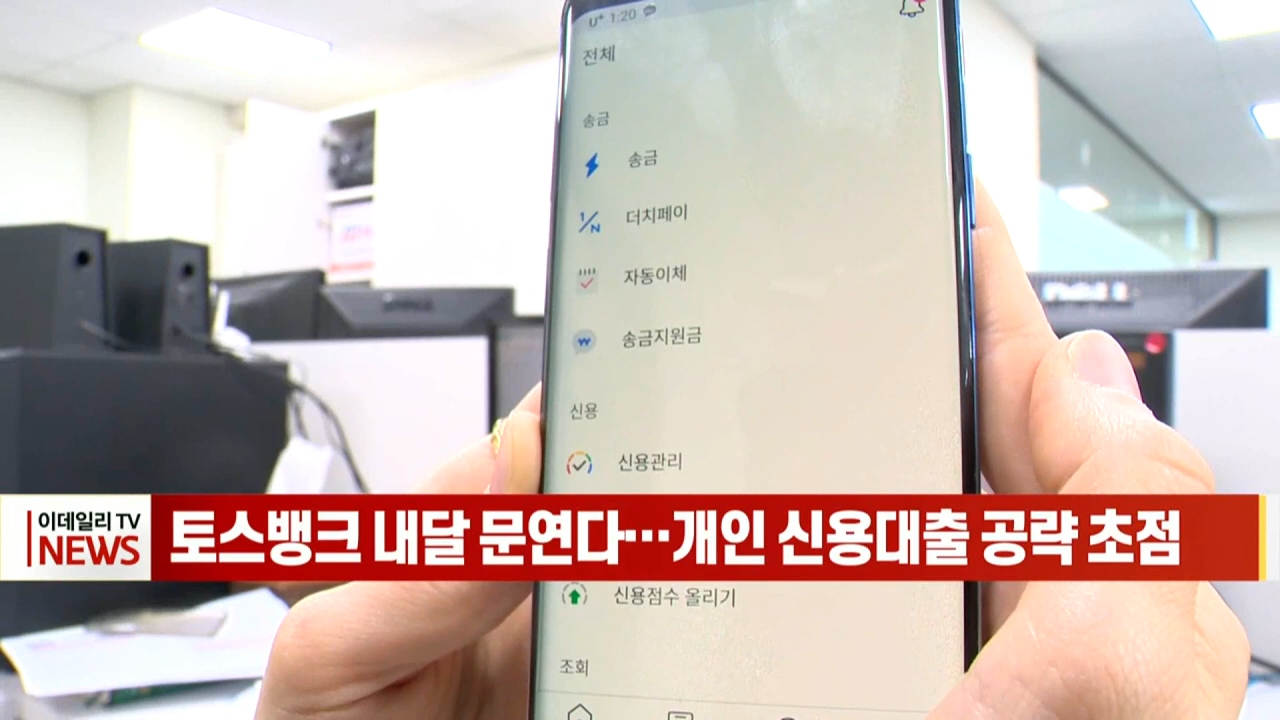 U+ 1:20
전체
송금
송금
1/N
더치페이
자동이체
송금지원금
신용
신용관리
이데일리 TV
NEWS
토스뱅크 내달 문연다…개인 신용대출 공략 초점
신용점수 올리기
조회